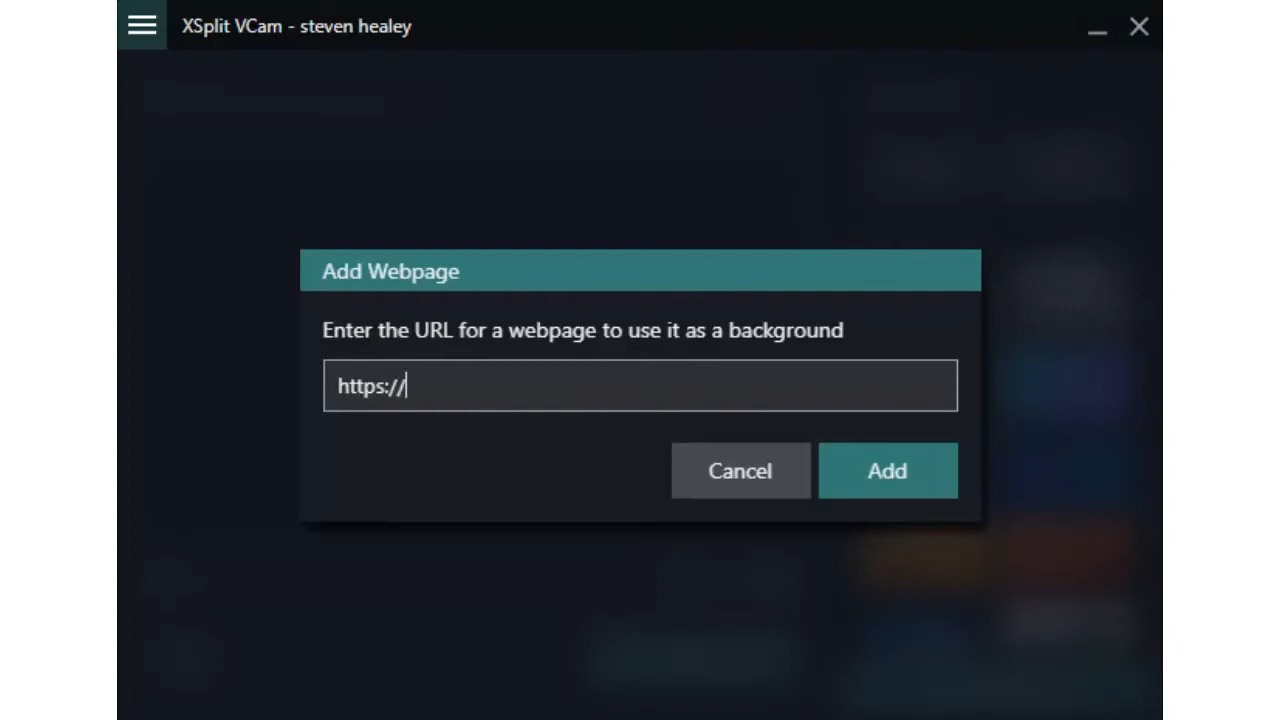 XSplit VCam - steven healey
Add Webpage
Enter the URL for a webpage to use it as a background
https://
Cancel
Add